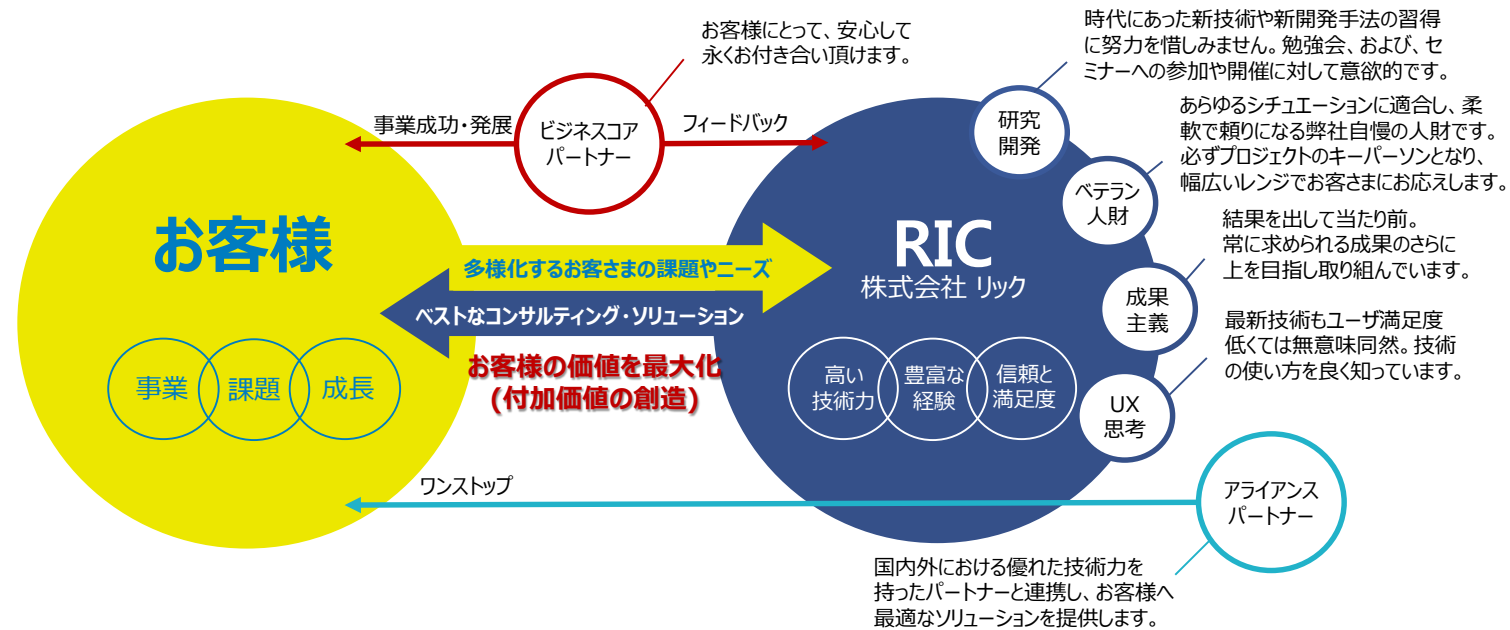 お客様にとって、安心して
永くお付き合い頂けます。
時代にあった新技術や新開発手法の習得
に努力を惜しみません。勉強会、および、セ
ミナーへの参加や開催に対して意欲的です。
事業成功・発展
ビジネスコア
パートナー
フィードバック
研究
開発
あらゆるシチュエーションに適合し、柔
軟で頼りになる弊社自慢の人財です。
必ずプロジェクトのキーパーソンとなり、
幅広いレンジでお客さまにお応えします。
ベテラン
人財
お客様
多様化するお客さまの課題やニーズ
ベストなコンサルティング・ソリューション
お客様の価値を最大化
(付加価値の創造)
RIC
株式会社 リック
結果を出して当たり前。
常に求められる成果のさらに
上を目指し取り組んでいます。
成果
主義
最新技術もユーザ満足度
低くては無意味同然。技術
の使い方を良く知っています。
UX
思考
事業
課題
成長
高い
技術力
豊富な
経験
信頼と
満足度
ワンストップ
アライアンス
パートナー
国内外における優れた技術力を
持ったパートナーと連携し、お客様へ
最適なソリューションを提供します。